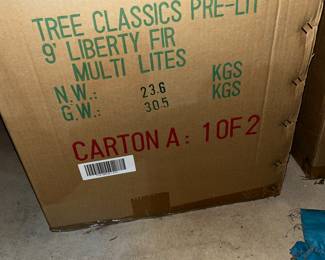 TREE CLASSICS PRE-LIT
9' LIBERTY FIR
MULTI LITES
N.W.: 23.6 KGS
G.W.: 30.5 KGS
CARTON A: 1 OF 2